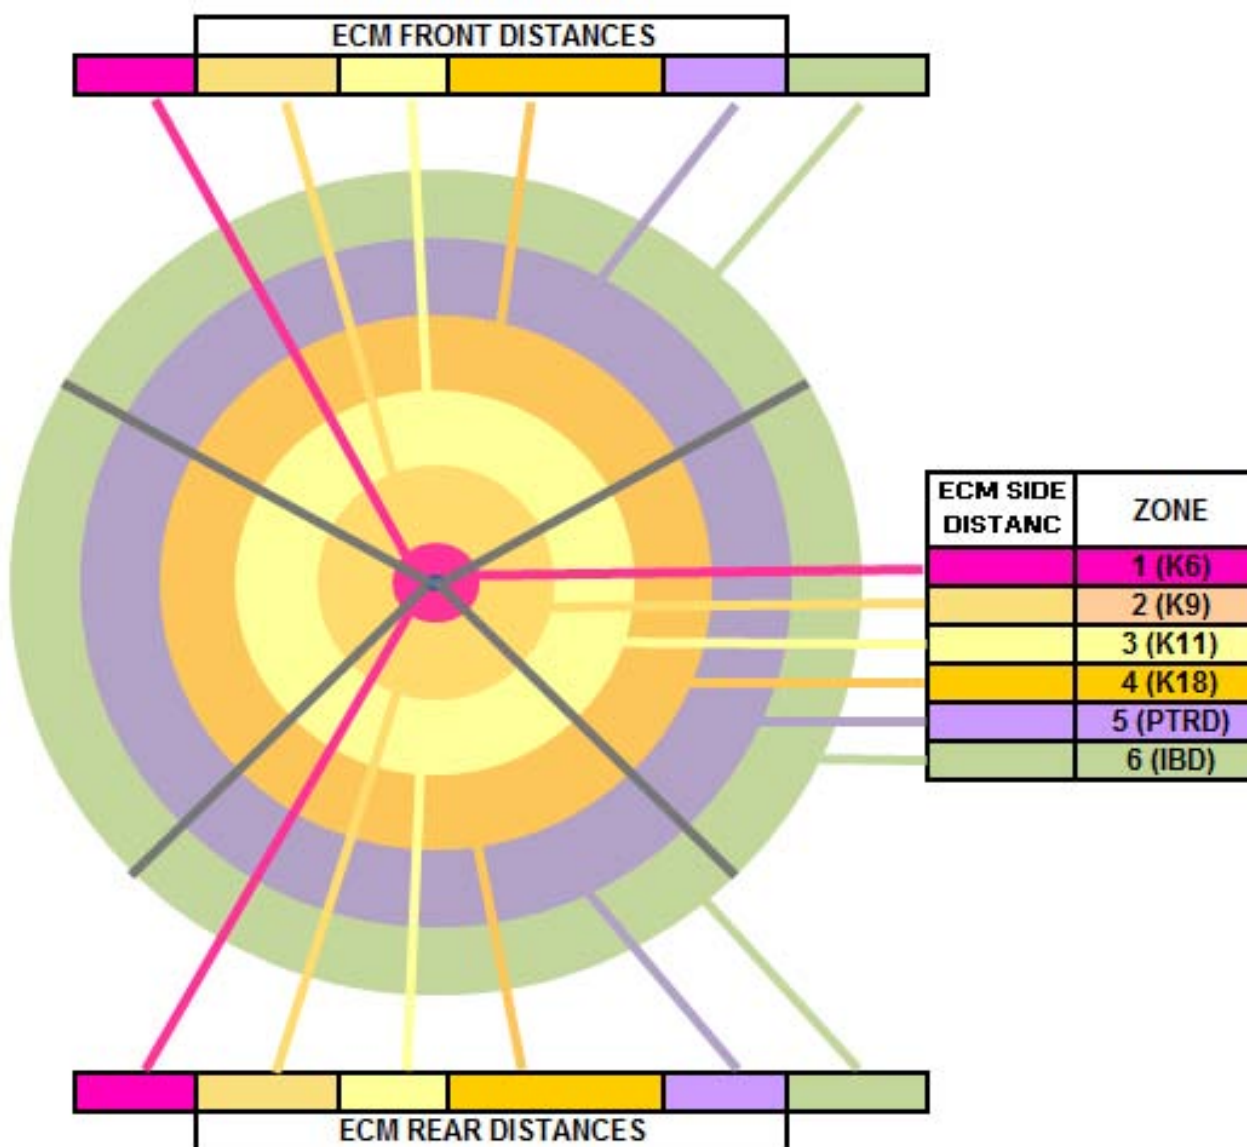 ECM FRONT DISTANCES
ECM SIDE DISTANC
ZONE
1 (K6)
2 (K9)
3 (K11)
4 (K18)
5 (PTRD)
6 (IBD)
ECM REAR DISTANCES